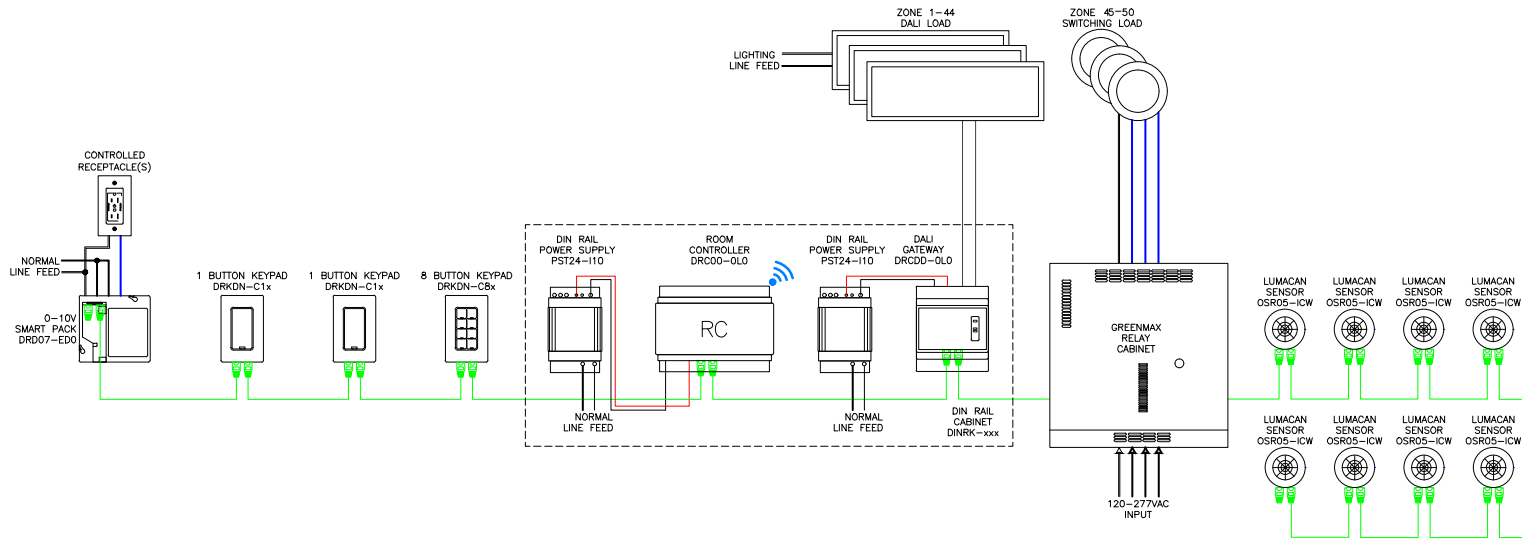 ZONE 1-44
DALI LOAD
ZONE 45-50
SWITCHING LOAD
LIGHTING
LINE FEED
CONTROLLED
RECEPTACLE(S)
NORMAL
LINE FEED
0-10V
SMART PACK
DRD07-ED0
1 BUTTON KEYPAD
DRKDN-C1x
1 BUTTON KEYPAD
DRKDN-C1x
8 BUTTON KEYPAD
DRKDN-C8x
DIN RAIL
POWER SUPPLY
PST24-I10
NORMAL
LINE FEED
ROOM
CONTROLLER
DRC00-0L0
RC
DIN RAIL
POWER SUPPLY
PST24-I10
NORMAL
LINE FEED
DALI
GATEWAY
DRCDD-0L0
DIN RAIL
CABINET
DINRK-xxx
GREENMAX
RELAY
CABINET
120-277VAC
INPUT
LUMACAN
SENSOR
OSR05-ICW
LUMACAN
SENSOR
OSR05-ICW
LUMACAN
SENSOR
OSR05-ICW
LUMACAN
SENSOR
OSR05-ICW
LUMACAN
SENSOR
OSR05-ICW
LUMACAN
SENSOR
OSR05-ICW
LUMACAN
SENSOR
OSR05-ICW
LUMACAN
SENSOR
OSR05-ICW